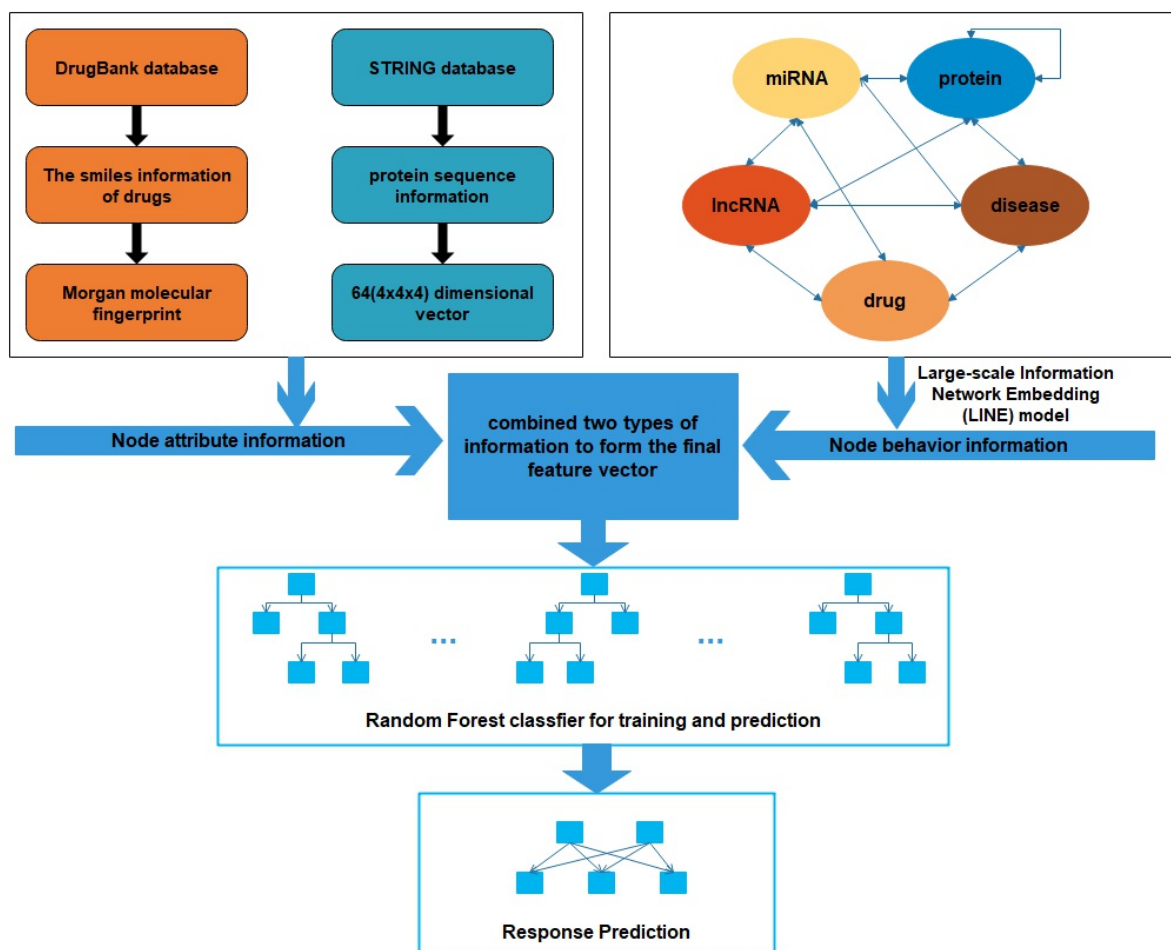 DrugBank database
STRING database
The smiles information
of drugs
protein sequence
information
Morgan molecular
fingerprint
64(4x4x4) dimensional
vector
miRNA
protein
lncRNA
disease
drug
Large-scale Information
Network Embedding
(LINE) model
Node attribute information
combined two types of
information to form the final
feature vector
Node behavior information
...
...
Random Forest classfier for training and prediction
Response Prediction